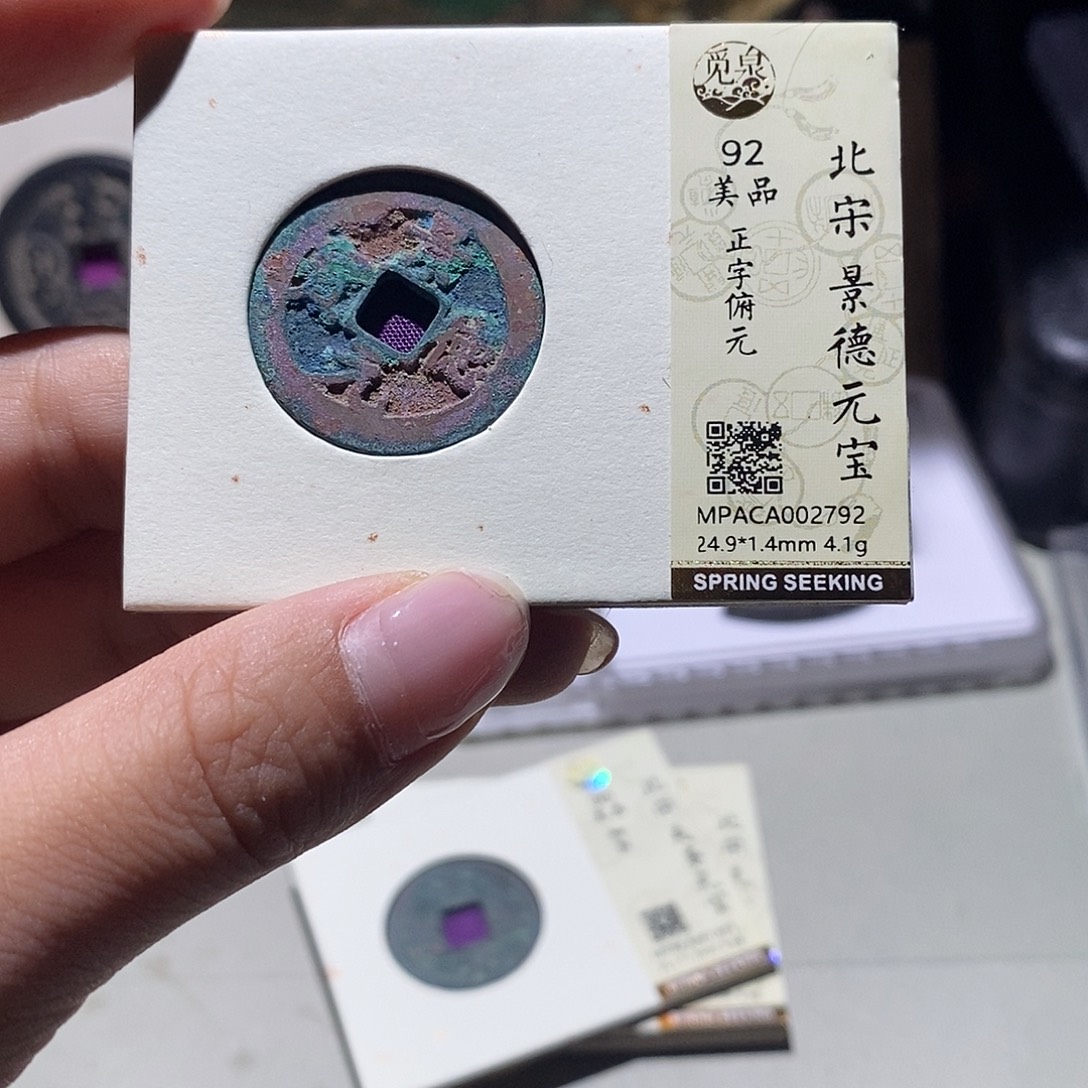 觅泉
92
美品
正字俯元
北宋 景德元宝
MPACA002792
24.9*1.4mm 4.1g
SPRING SEEKING